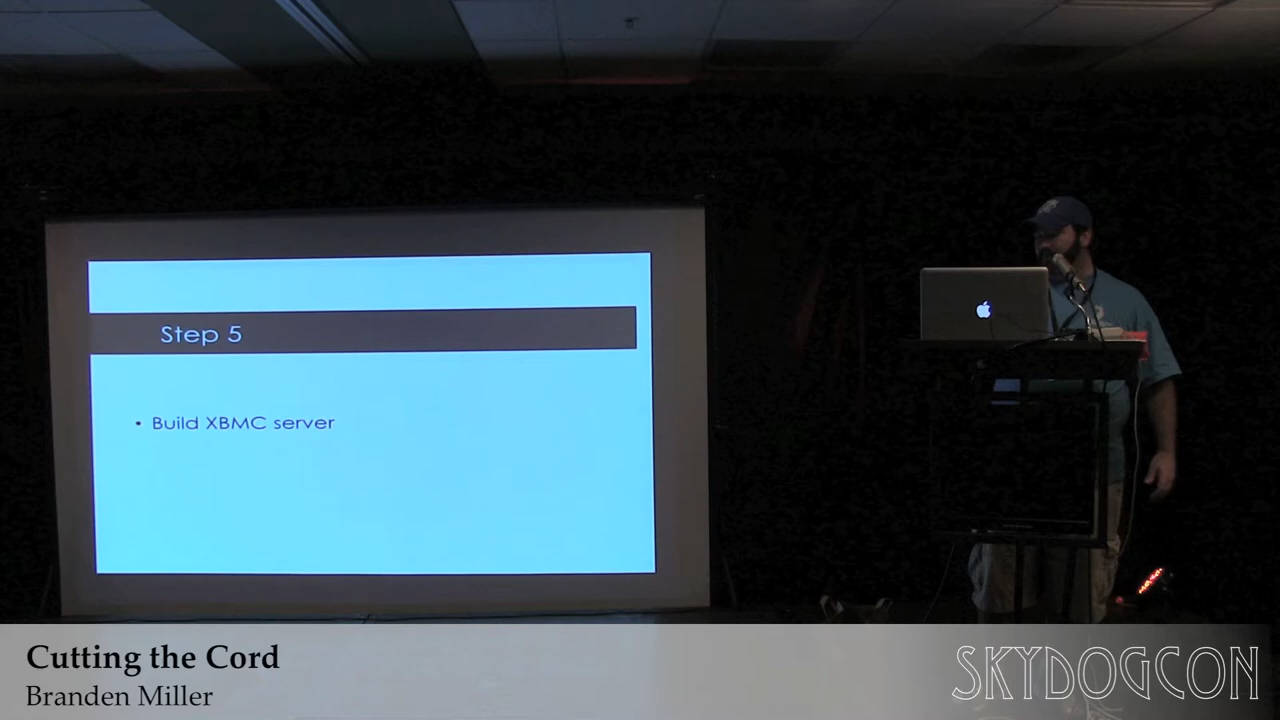 Step 5
• Build XBMC server
Cutting the Cord
Branden Miller
SKYDOGCON